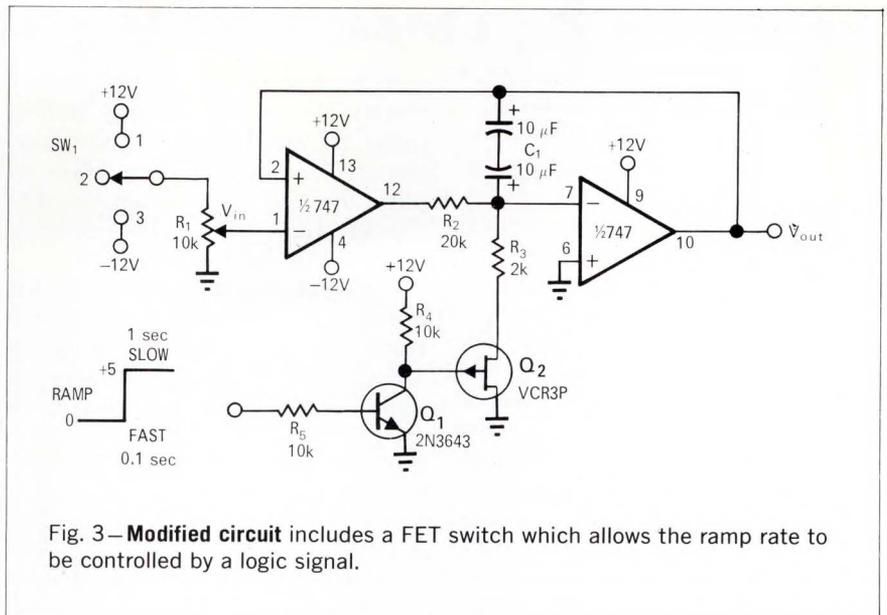 +12V
SW1
1
2
3
−12V
R1
10k
Vin
+12V
2
+
13
12
½ 747
1
−
4
−12V
R2
20k
+
10 μF
C1
10 μF
+
+12V
7
−
9
½747
10
6
+
Vout
R3
2k
+12V
R4
10k
Q2
VCR3P
Q1
2N3643
R5
10k
1 sec
SLOW
+5
RAMP
0
FAST
0.1 sec
Fig. 3—Modified circuit includes a FET switch which allows the ramp rate to
be controlled by a logic signal.